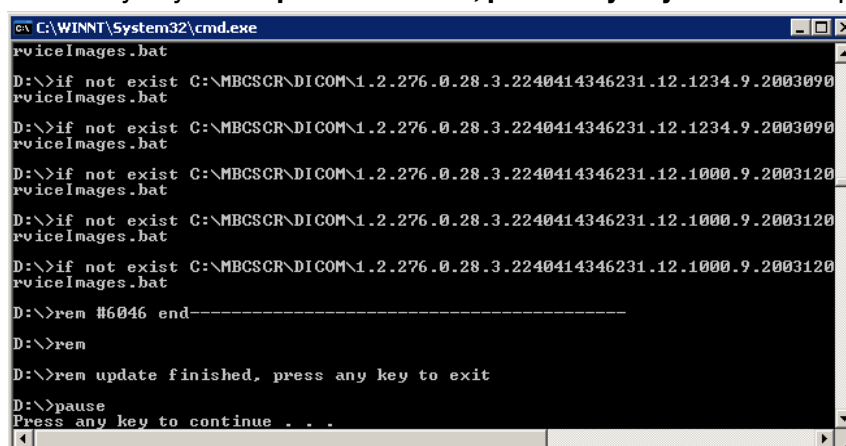 C:\WINNT\System32\cmd.exe
rviceImages.bat
D:\>if not exist C:\MBCSCR\DICOM\1.2.276.0.28.3.2240414346231.12.1234.9.2003090
rviceImages.bat
D:\>if not exist C:\MBCSCR\DICOM\1.2.276.0.28.3.2240414346231.12.1234.9.2003090
rviceImages.bat
D:\>if not exist C:\MBCSCR\DICOM\1.2.276.0.28.3.2240414346231.12.1000.9.2003120
rviceImages.bat
D:\>if not exist C:\MBCSCR\DICOM\1.2.276.0.28.3.2240414346231.12.1000.9.2003120
rviceImages.bat
D:\>if not exist C:\MBCSCR\DICOM\1.2.276.0.28.3.2240414346231.12.1000.9.2003120
rviceImages.bat
D:\>rem #6046 end----------------------------------------
D:\>rem
D:\>rem update finished, press any key to exit
D:\>pause
Press any key to continue . . .